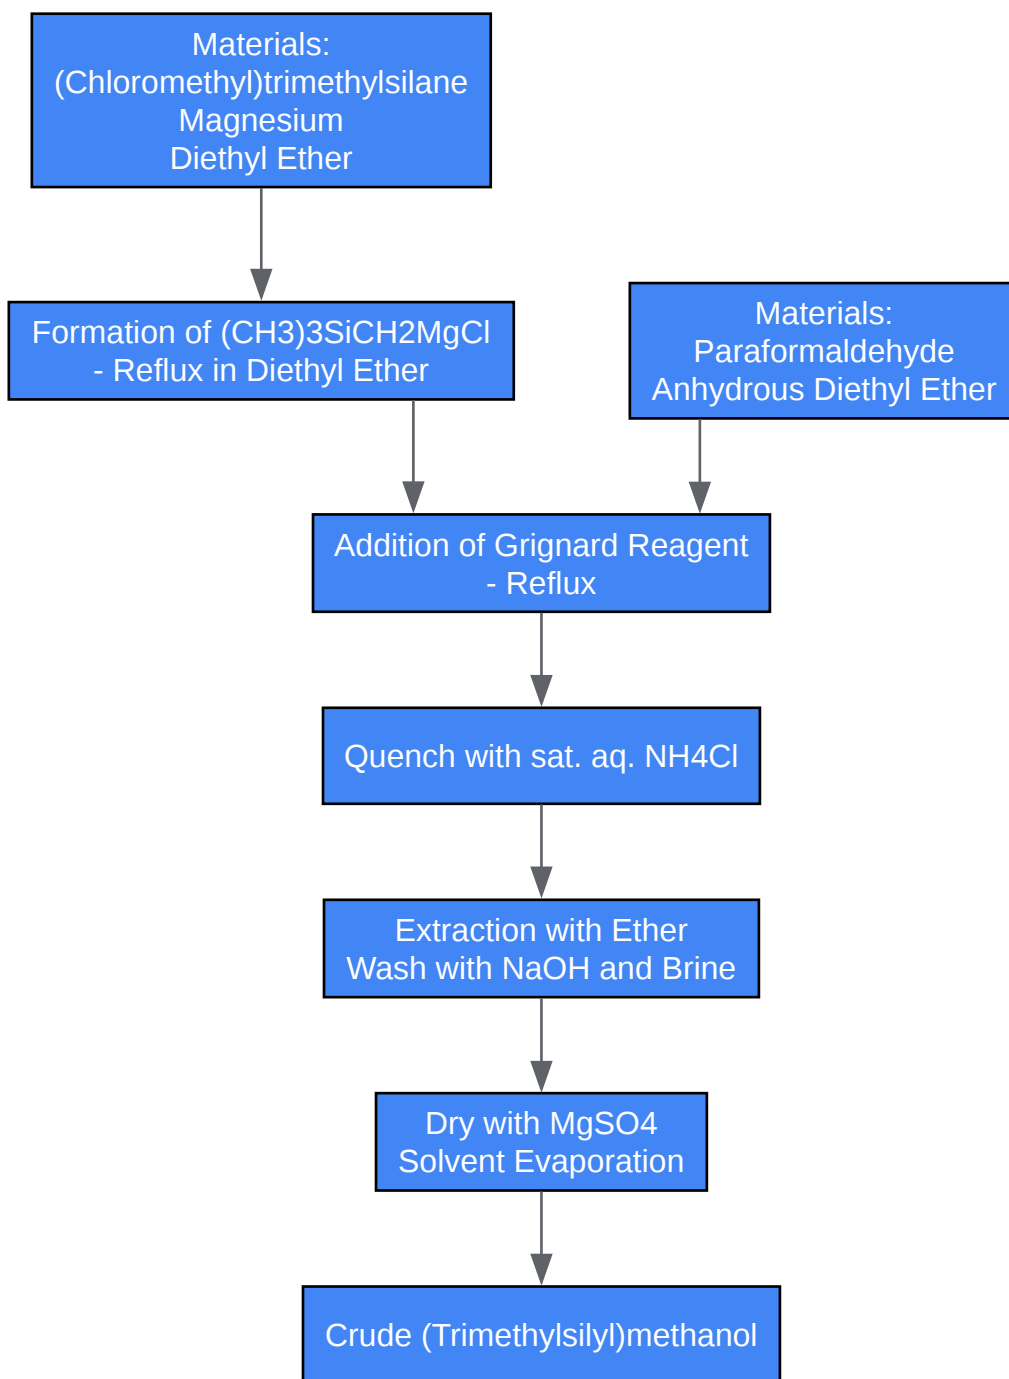 Materials:
(Chloromethyl)trimethylsilane
Magnesium
Diethyl Ether
Formation of (CH3)3SiCH2MgCl
- Reflux in Diethyl Ether
Materials:
Paraformaldehyde
Anhydrous Diethyl Ether
Addition of Grignard Reagent
- Reflux
Quench with sat. aq. NH4Cl
Extraction with Ether
Wash with NaOH and Brine
Dry with MgSO4
Solvent Evaporation
Crude (Trimethylsilyl)methanol